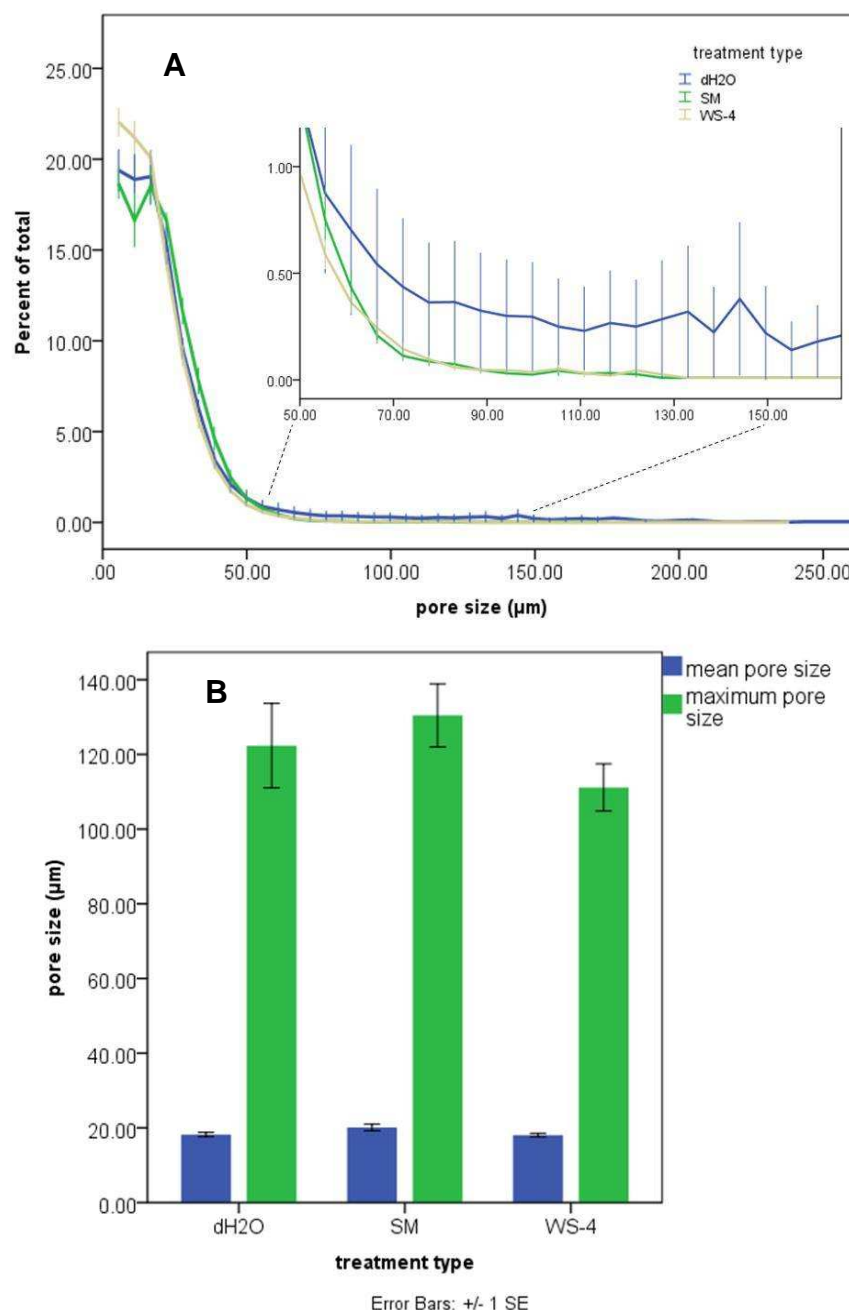 A
treatment type
dH2O
SM
WS-4
25.00
20.00
15.00
10.00
5.00
0.00
Percent of total
1.00
0.50
0.00
50.00 70.00 90.00 110.00 130.00 150.00
.00 50.00 100.00 150.00 200.00 250.00
pore size (µm)
B
mean pore size
maximum pore
size
140.00
120.00
100.00
80.00
60.00
40.00
20.00
0.00
pore size (µm)
dH2O SM WS-4
treatment type
Error Bars: +/- 1 SE